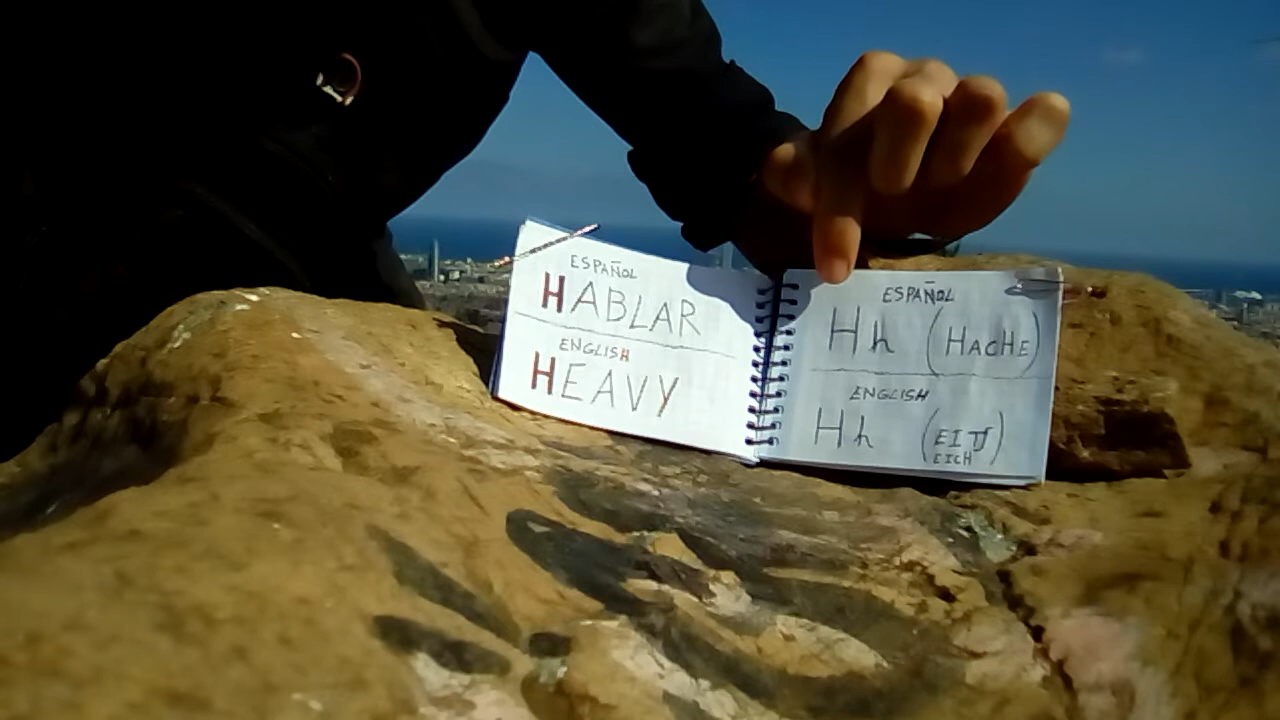 ESPAÑOL
HABLAR
ENGLISH
HEAVY
ESPAÑOL
Hh (HACHE)
ENGLISH
Hh (EITʃ
EICH)